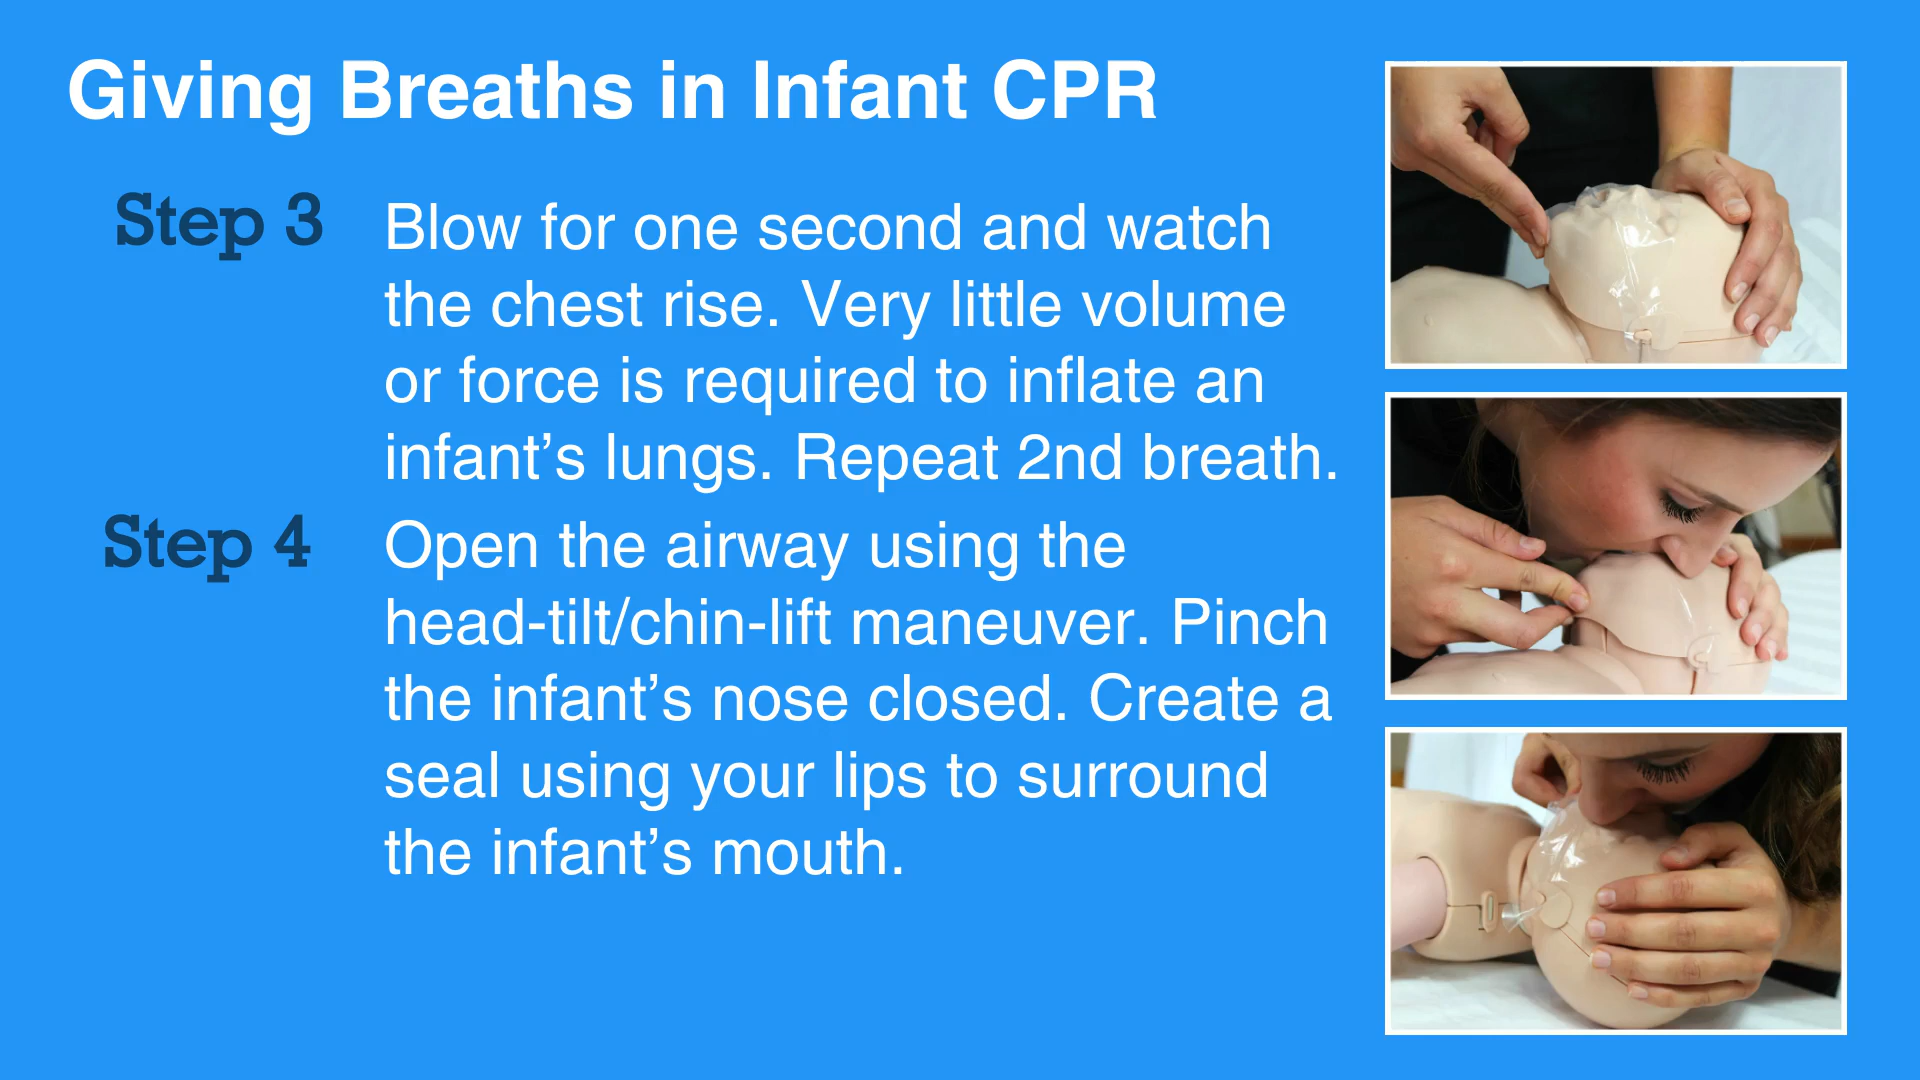 Giving Breaths in Infant CPR
Step 3
Blow for one second and watch
the chest rise. Very little volume
or force is required to inflate an
infant’s lungs. Repeat 2nd breath.
Step 4
Open the airway using the
head-tilt/chin-lift maneuver. Pinch
the infant’s nose closed. Create a
seal using your lips to surround
the infant’s mouth.